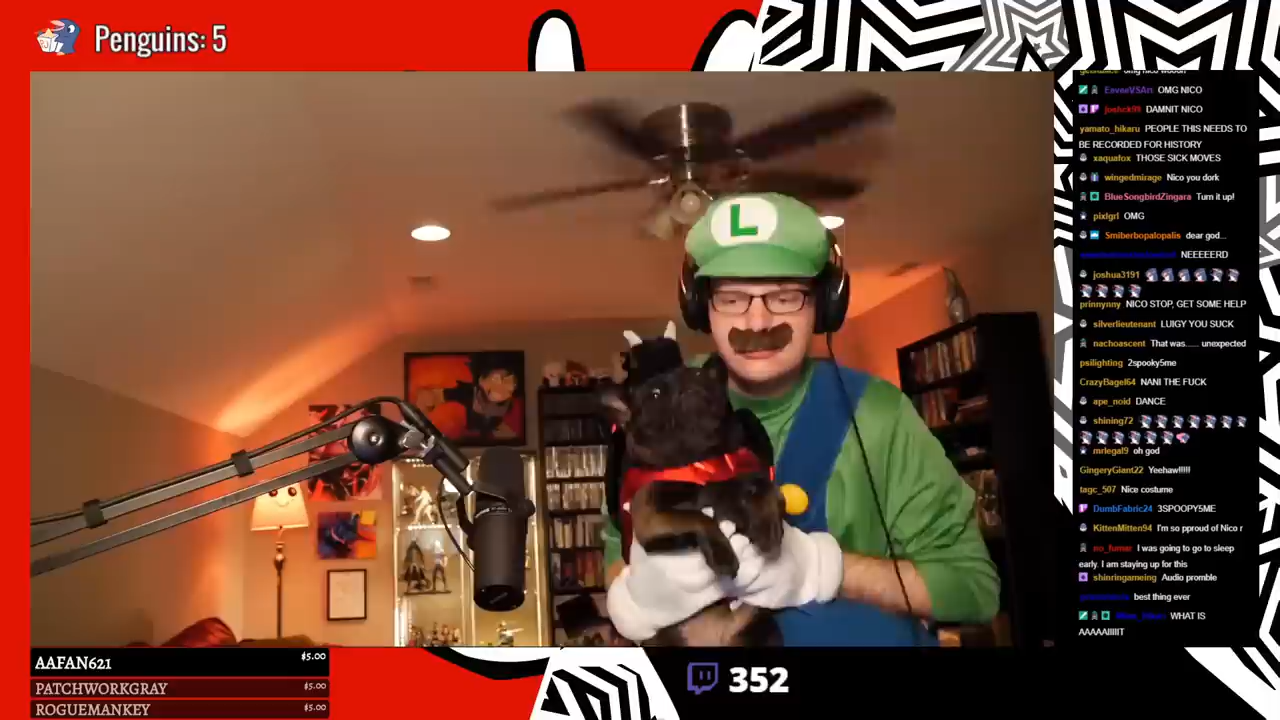 Penguins: 5
L
EeveeVSArt OMG NICO
DAMNIT NICO
yamato_hikaru PEOPLE THIS NEEDS TO
BE RECORDED FOR HISTORY
xaquafox THOSE SICK MOVES
wingedmirage Nico you dork
BlueSongbirdZingara Turn it up!
pixlgrl OMG
Smiberbopalopalis dear god...
NEEEEERD
joshua3191
prinnynny NICO STOP, GET SOME HELP
silverlieutenant LUIGY YOU SUCK
nachoascent That was...... unexpected
psilighting 2spooky5me
CrazyBagel64 NANI THE FUCK
ape_noid DANCE
shining72
mrlegal9 oh god
GingeryGiant22 Yeehaw!!!!!
tagc_507 Nice costume
DumbFabric24 3SPOOPY5ME
KittenMitten94 I'm so pproud of Nico r
no_fumar I was going to go to sleep
early. I am staying up for this
shinringameing Audio promble
best thing ever
WHAT IS
AAAAAIIIIIT
AAFAN621 $5.00
PATCHWORKGRAY $5.00
ROGUEMANKEY $5.00
352